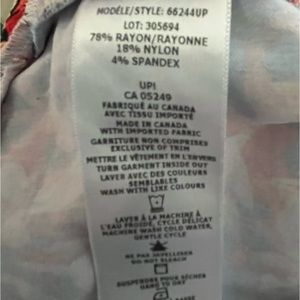 MODÈLE/STYLE: 66244UP
LOT: 305694
78% RAYON/RAYONNE
18% NYLON
4% SPANDEX
UP!
CA 05249
FABRIQUÉ AU CANADA
AVEC TISSU IMPORTÉ
MADE IN CANADA
WITH IMPORTED FABRIC
GARNITURE NON COMPRISES
EXCLUSIVE OF TRIM
METTRE LE VÊTEMENT EN L'ENVERS
TURN GARMENT INSIDE OUT
LAVER AVEC DES COULEURS
SEMBLABLES
WASH WITH LIKE COLOURS
LAVER À LA MACHINE À
L'EAU FROIDE, CYCLE DÉLICAT
MACHINE WASH COLD WATER,
GENTLE CYCLE
NE PAS JAVELLISER
DO NOT BLEACH
SUSPENDRE POUR SÉCHER
HANG TO DRY
BASSE